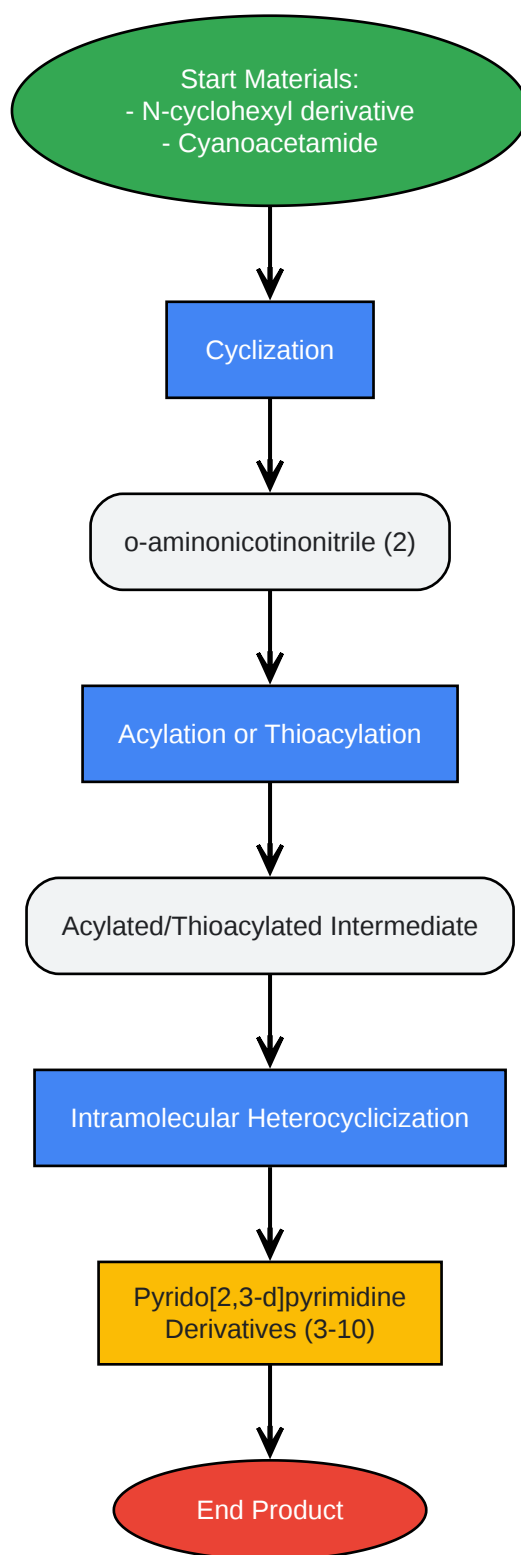 Start Materials:
- N-cyclohexyl derivative
- Cyanoacetamide
Cyclization
o-aminonicotinonitrile (2)
Acylation or Thioacylation
Acylated/Thioacylated Intermediate
Intramolecular Heterocyclicization
Pyrido[2,3-d]pyrimidine
Derivatives (3-10)
End Product